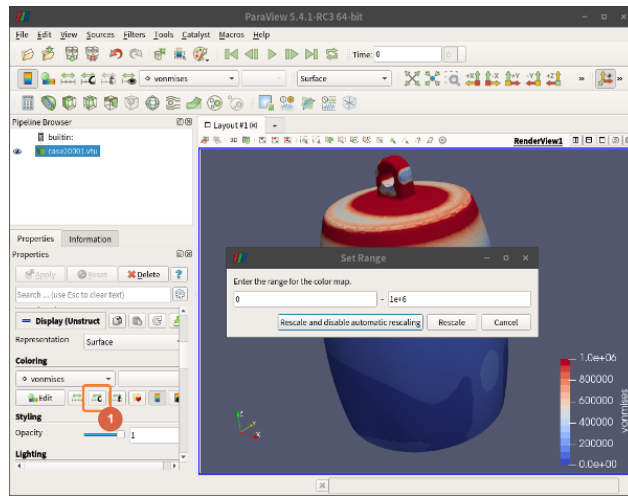 ParaView 5.4.1-RC3 64-bit
File Edit View Sources Filters Tools Catalyst Macros Help
Time: 0
0
vonmises
Surface
+X -X +Y -Y +Z
»
»
Pipeline Browser
Layout #1
+
builtin:
case20001.vtu
3D
RenderView1
Properties Information
Properties
Apply Reset Delete ?
Search ... (use Esc to clear text)
Display (Unstruct
Representation Surface
Coloring
vonmises
Edit
1
Styling
Opacity 1
Lighting
Set Range
Enter the range for the color map.
0 - 1e+6
Rescale and disable automatic rescaling Rescale Cancel
1.0e+06
800000
600000
400000
200000
0.0e+00
vonmises
Z
Y
X